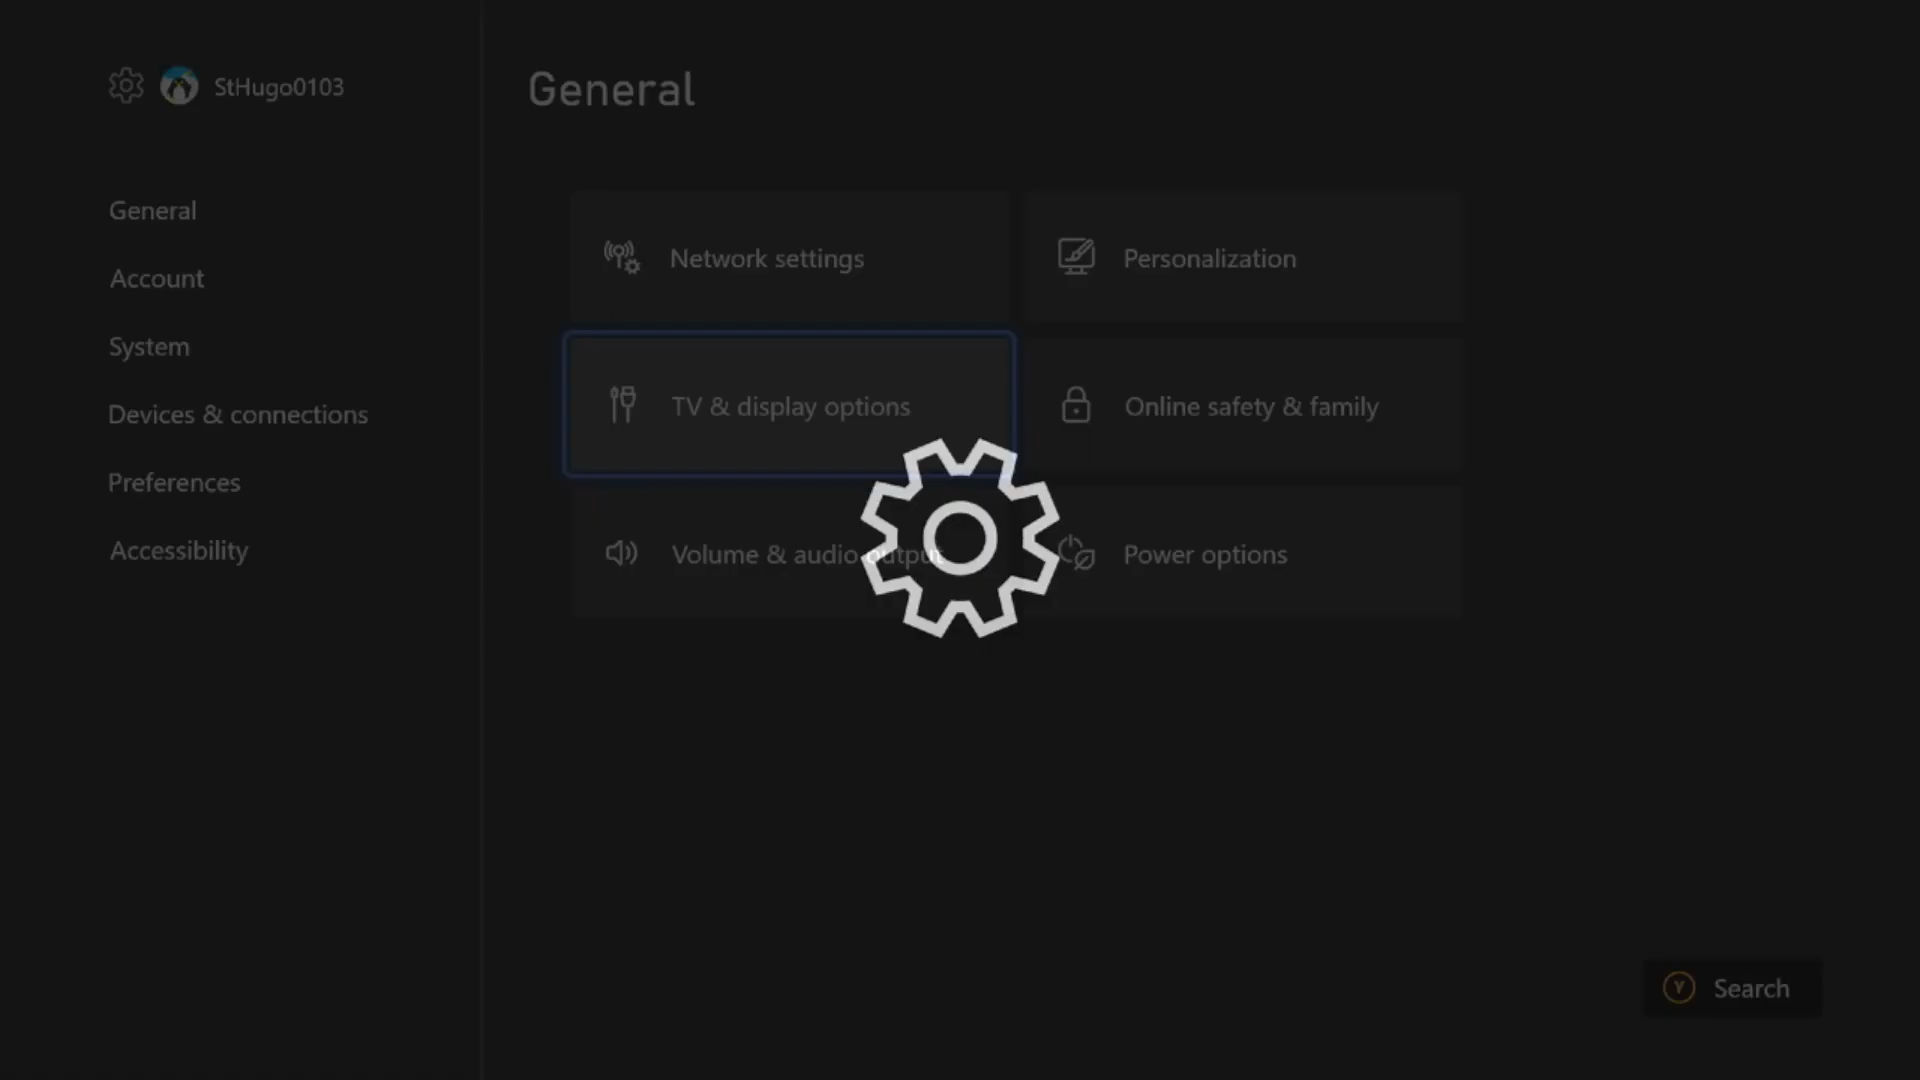 StHugo0103
General
General
Account
System
Devices & connections
Preferences
Accessibility
Network settings
Personalization
TV & display options
Online safety & family
Volume & audio output
Power options
Y Search